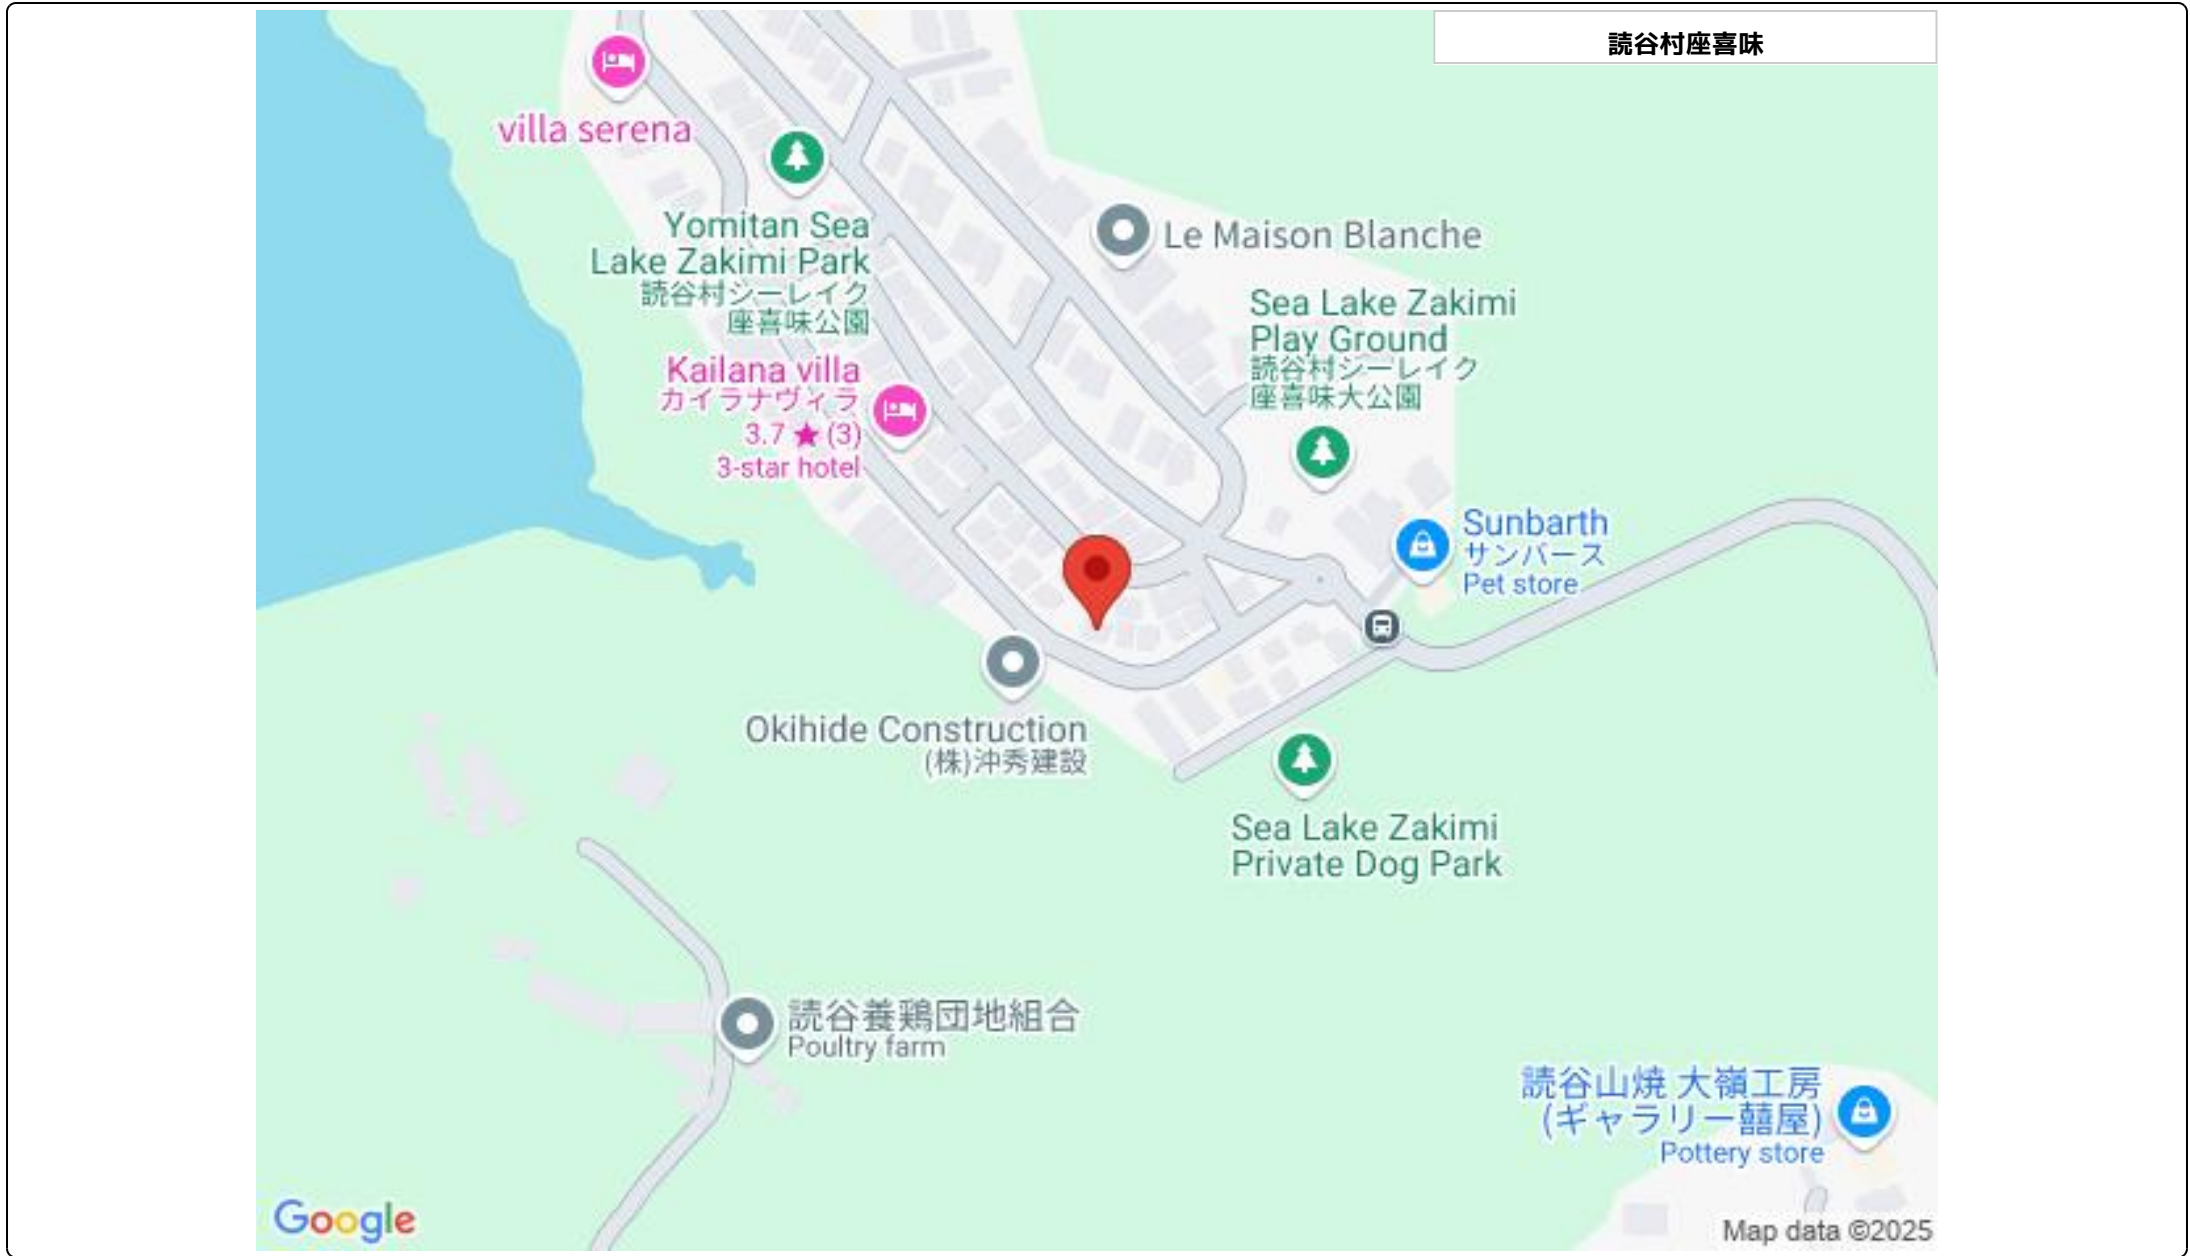 読谷村座喜味
villa serena
Yomitan Sea
Lake Zakimi Park
読谷村シーレイク
座喜味公園
Le Maison Blanche
Sea Lake Zakimi
Play Ground
読谷村シーレイク
座喜味大公園
Kailana villa
カイラナヴィラ
3.7 ★ (3)
3-star hotel
Sunbarth
サンバース
Pet store
Okihide Construction
(株)沖秀建設
Sea Lake Zakimi
Private Dog Park
読谷養鶏団地組合
Poultry farm
読谷山焼 大嶺工房
(ギャラリー囍屋)
Pottery store
Google
Map data ©2025